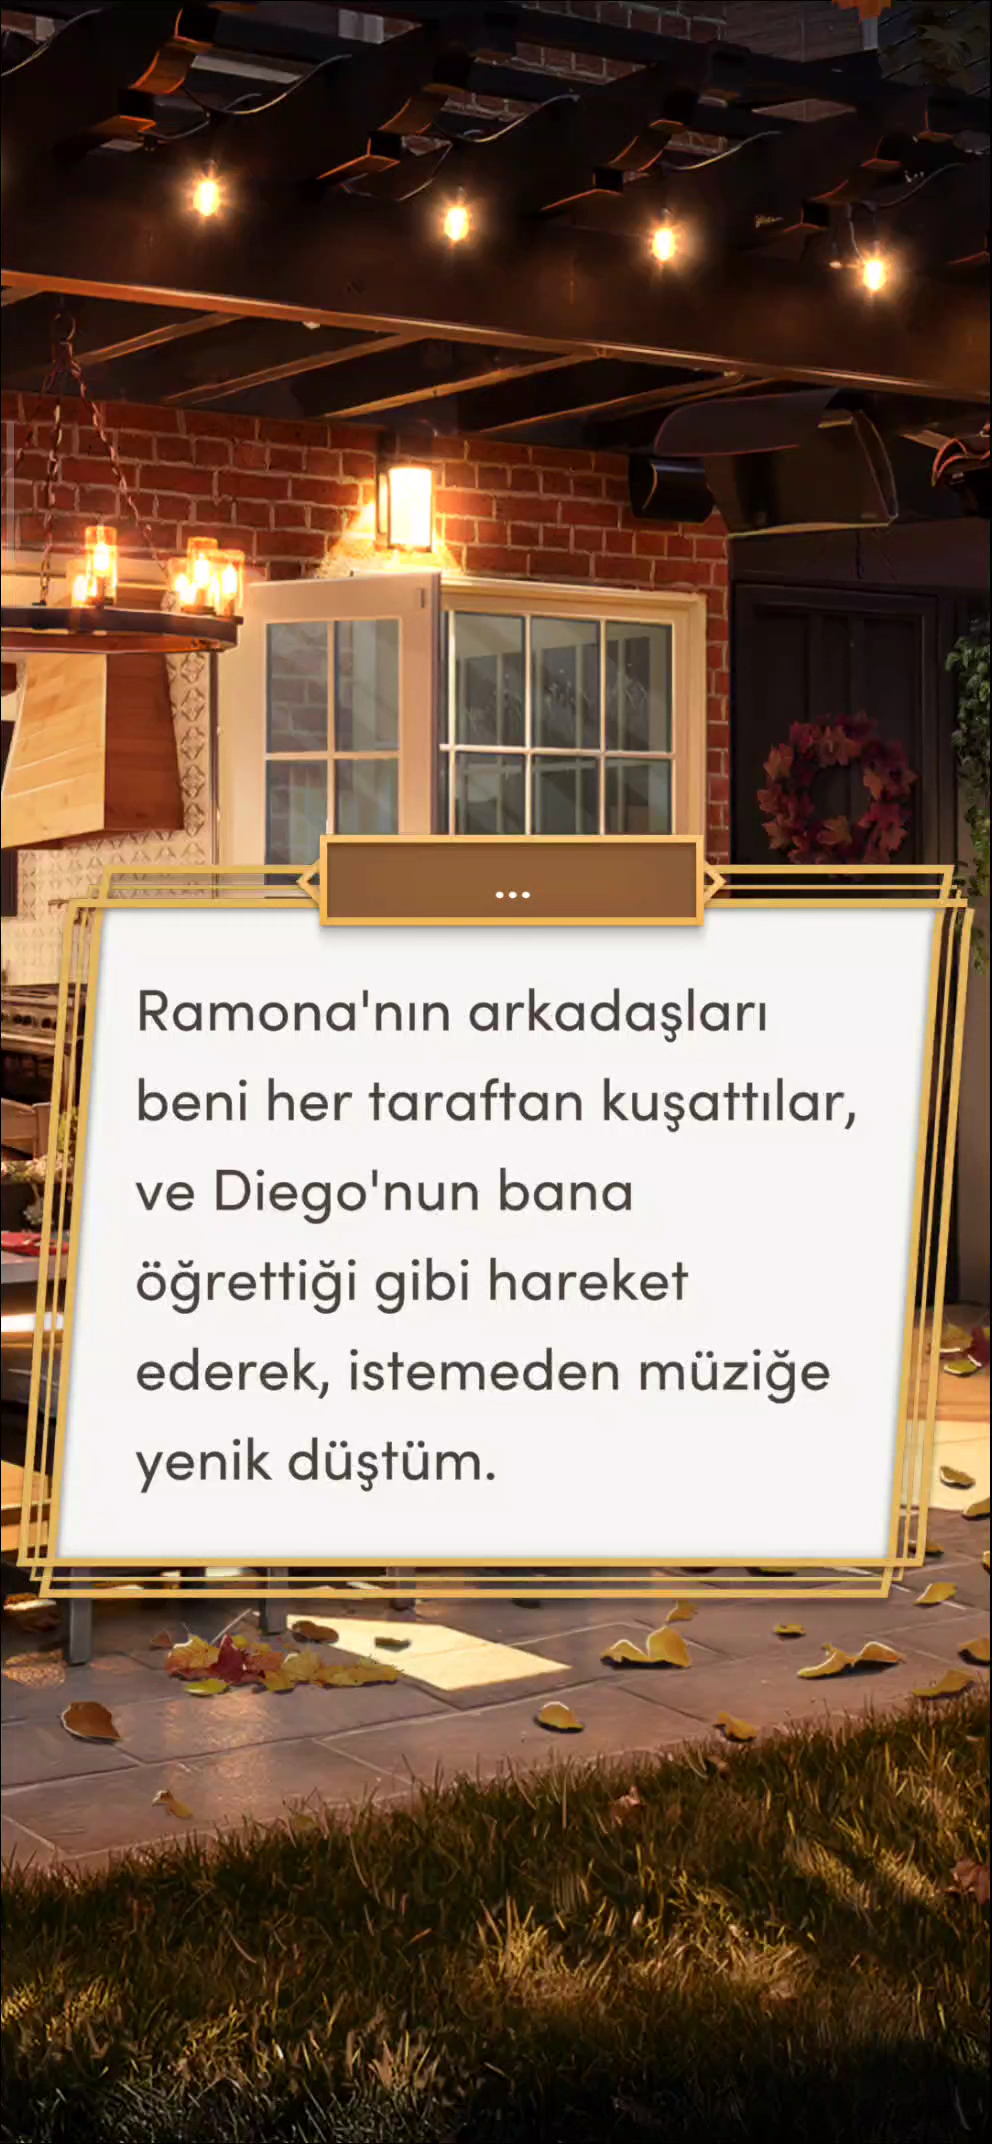 ...
Ramona'nın arkadaşları
beni her taraftan kuşattılar,
ve Diego'nun bana
öğrettiği gibi hareket
ederek, istemeden müziğe
yenik düştüm.